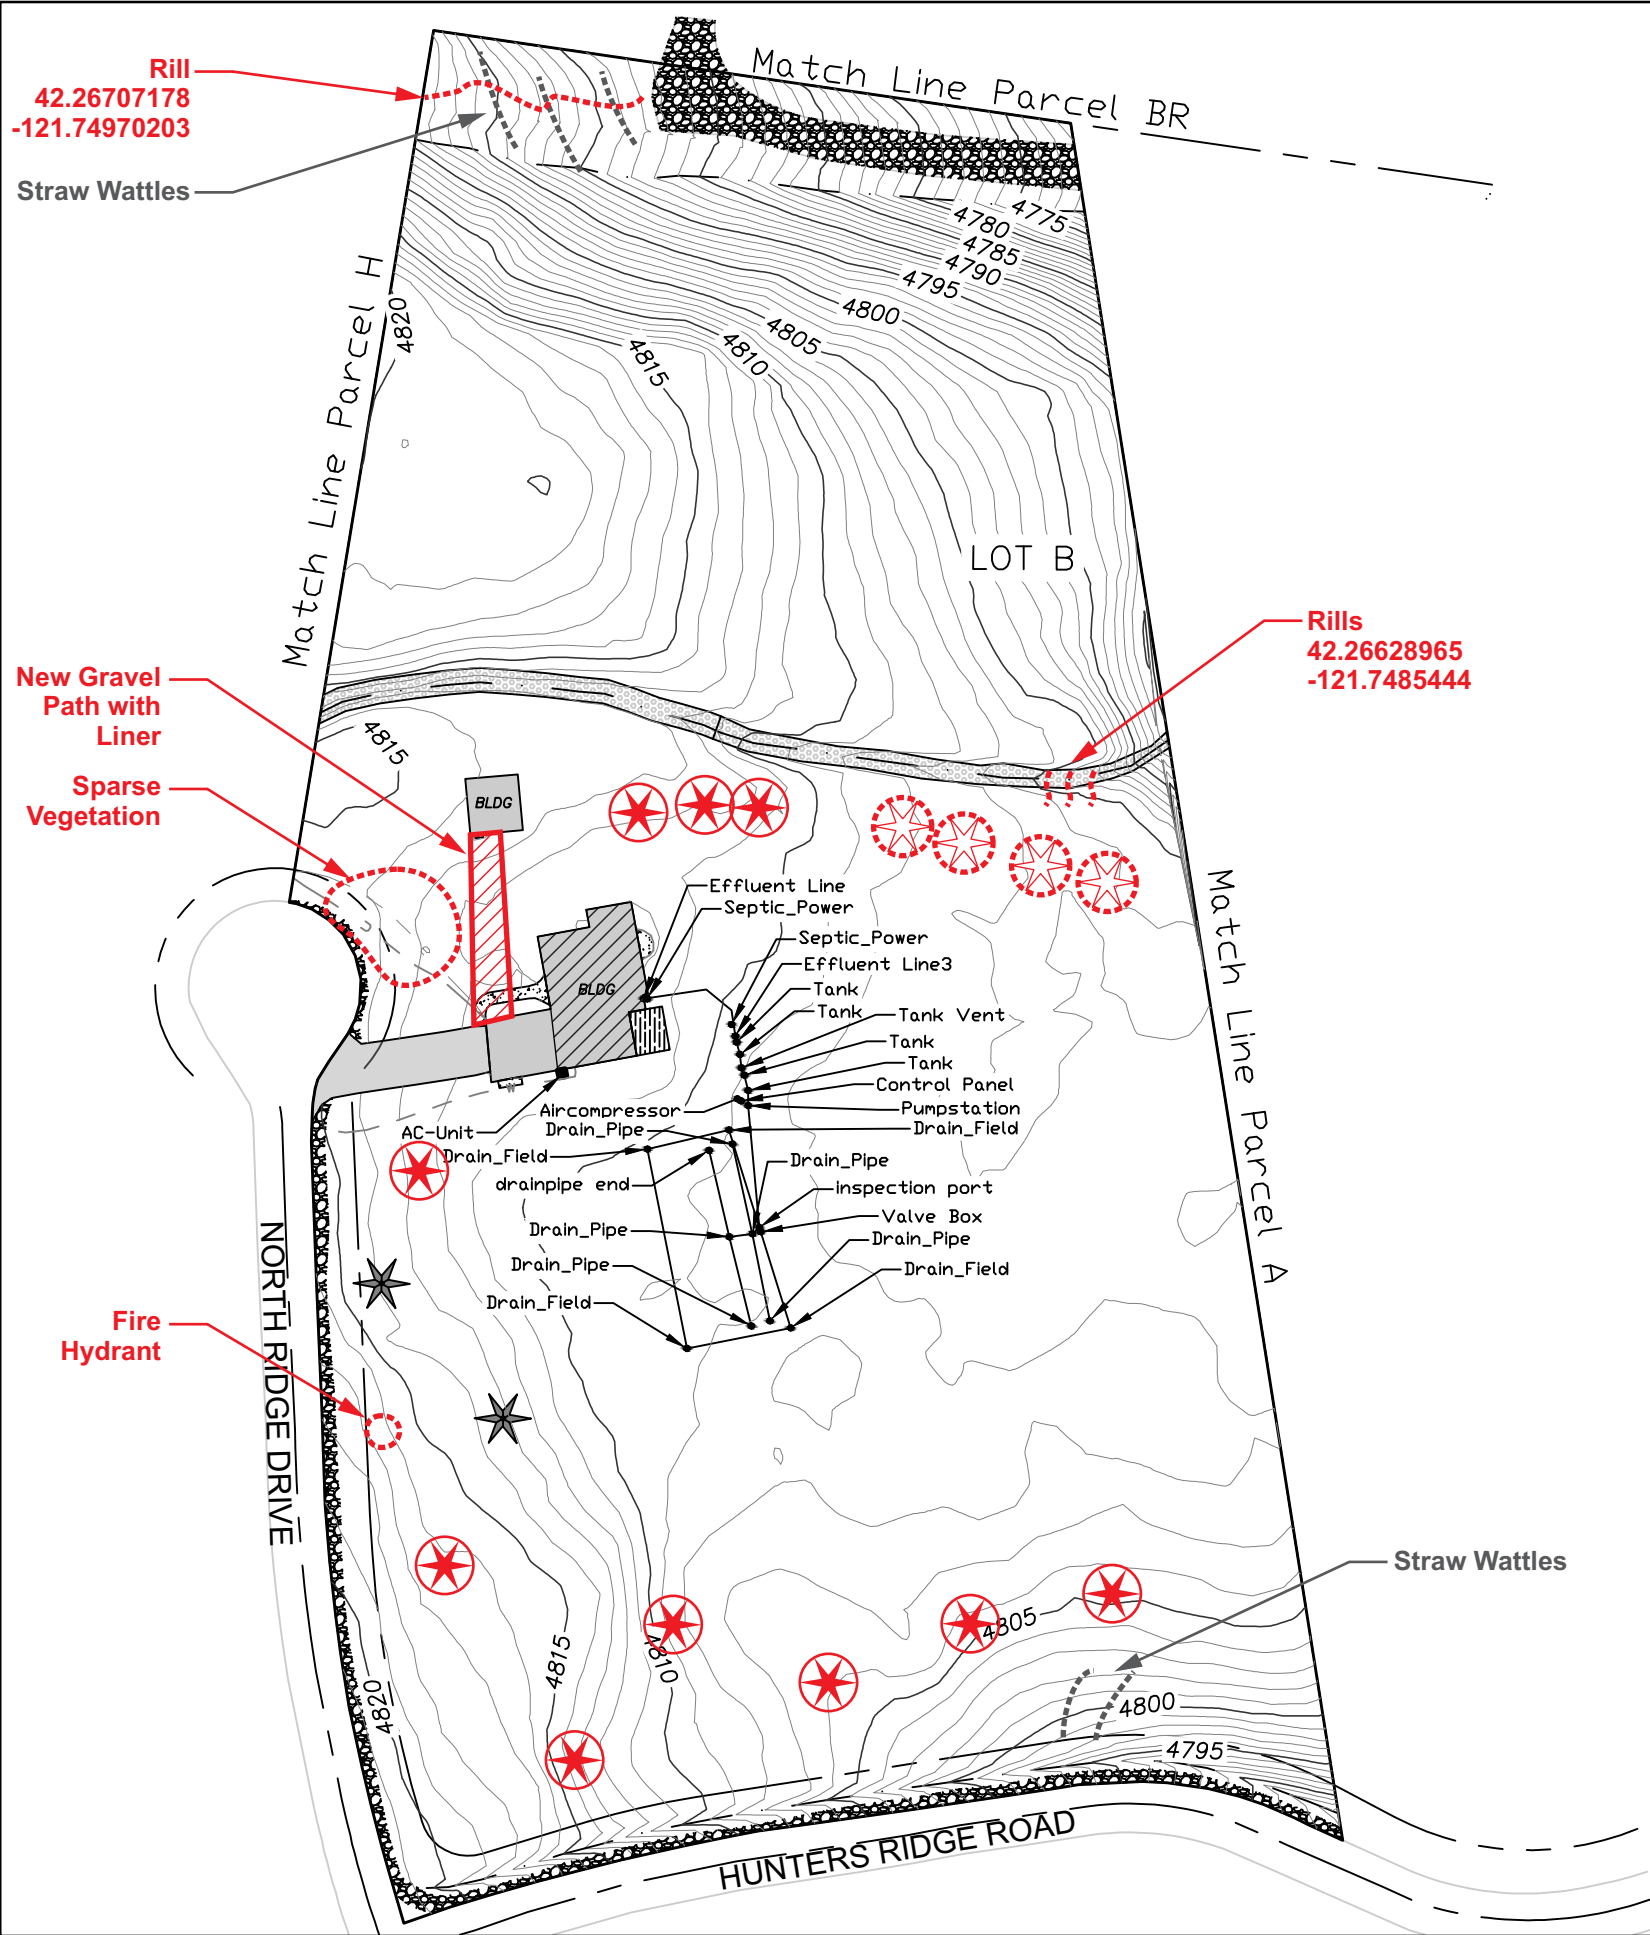 Match Line Parcel BR
Rill
42.26707178
-121.74970203
Straw Wattles
4775
4780
4785
4790
4795
4800
4805
4810
4815
4820
Match Line Parcel H
LOT B
Rills
42.26628965
-121.7485444
New Gravel
Path with
Liner
4815
Sparse
Vegetation
BLDG
Effluent Line
Septic_Power
Septic_Power
Effluent Line3
Tank
Tank
Tank Vent
Tank
Tank
Control Panel
Pumpstation
Drain_Field
BLDG
Aircompressor
Drain_Pipe
AC-Unit
Drain_Field
drainpipe end
Drain_Pipe
inspection port
Valve Box
Drain_Pipe
Drain_Pipe
Drain_Pipe
Drain_Field
Drain_Field
Match Line Parcel A
NORTH RIDGE DRIVE
Fire
Hydrant
Straw Wattles
4805
4815
4810
4820
4800
4795
HUNTERS RIDGE ROAD